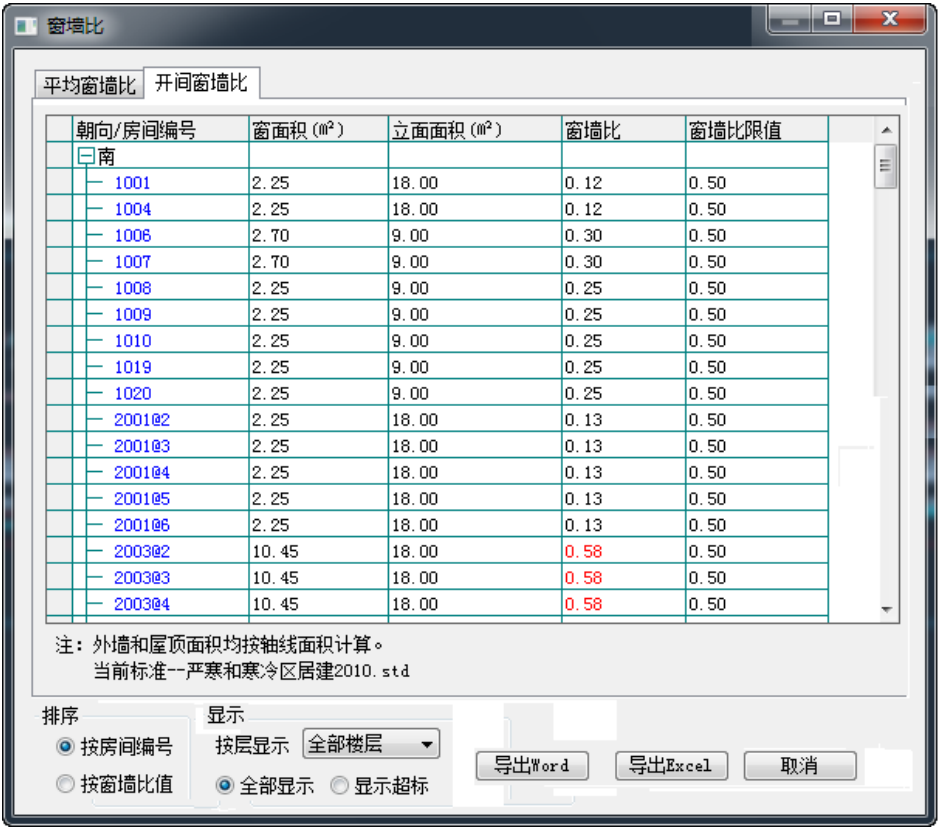 窗墙比
平均窗墙比 开间窗墙比
朝向/房间编号 窗面积(m²) 立面面积(m²) 窗墙比 窗墙比限值
南
1001 2.25 18.00 0.12 0.50
1004 2.25 18.00 0.12 0.50
1006 2.70 9.00 0.30 0.50
1007 2.70 9.00 0.30 0.50
1008 2.25 9.00 0.25 0.50
1009 2.25 9.00 0.25 0.50
1010 2.25 9.00 0.25 0.50
1019 2.25 9.00 0.25 0.50
1020 2.25 9.00 0.25 0.50
2001@2 2.25 18.00 0.13 0.50
2001@3 2.25 18.00 0.13 0.50
2001@4 2.25 18.00 0.13 0.50
2001@5 2.25 18.00 0.13 0.50
2001@6 2.25 18.00 0.13 0.50
2003@2 10.45 18.00 0.58 0.50
2003@3 10.45 18.00 0.58 0.50
2003@4 10.45 18.00 0.58 0.50
注：外墙和屋顶面积均按轴线面积计算。
当前标准--严寒和寒冷区居建2010.std
排序 显示
按房间编号 按层显示 全部楼层
导出Word 导出Excel 取消
按窗墙比值 全部显示 显示超标